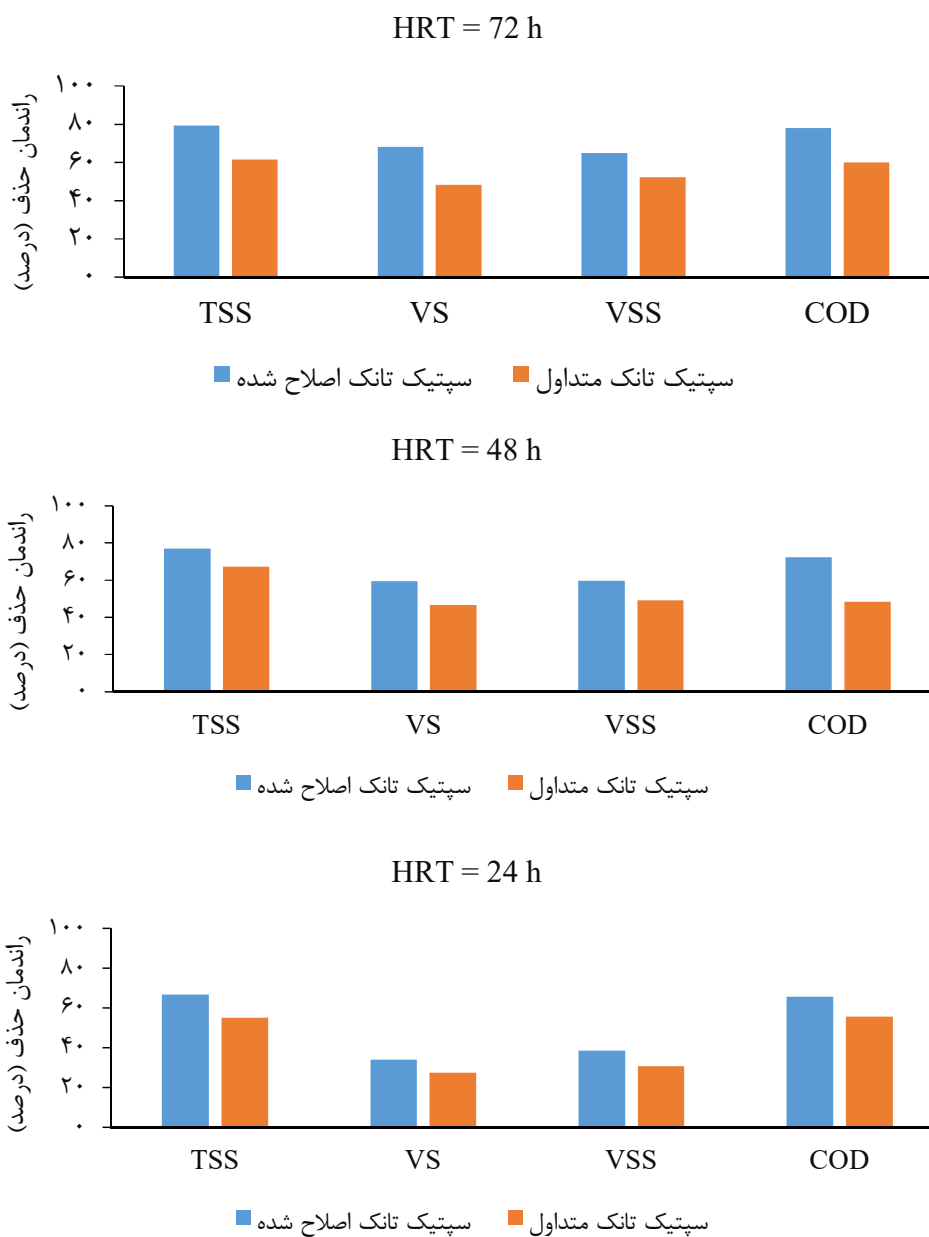 HRT = 72 h
راندمان حذف (درصد)
۱۰۰
۸۰
۶۰
۴۰
۲۰
۰
TSS VS VSS COD
سپتیک تانک اصلاح شده سپتیک تانک متداول
HRT = 48 h
راندمان حذف (درصد)
۱۰۰
۸۰
۶۰
۴۰
۲۰
۰
TSS VS VSS COD
سپتیک تانک اصلاح شده سپتیک تانک متداول
HRT = 24 h
راندمان حذف (درصد)
۱۰۰
۸۰
۶۰
۴۰
۲۰
۰
TSS VS VSS COD
سپتیک تانک اصلاح شده سپتیک تانک متداول